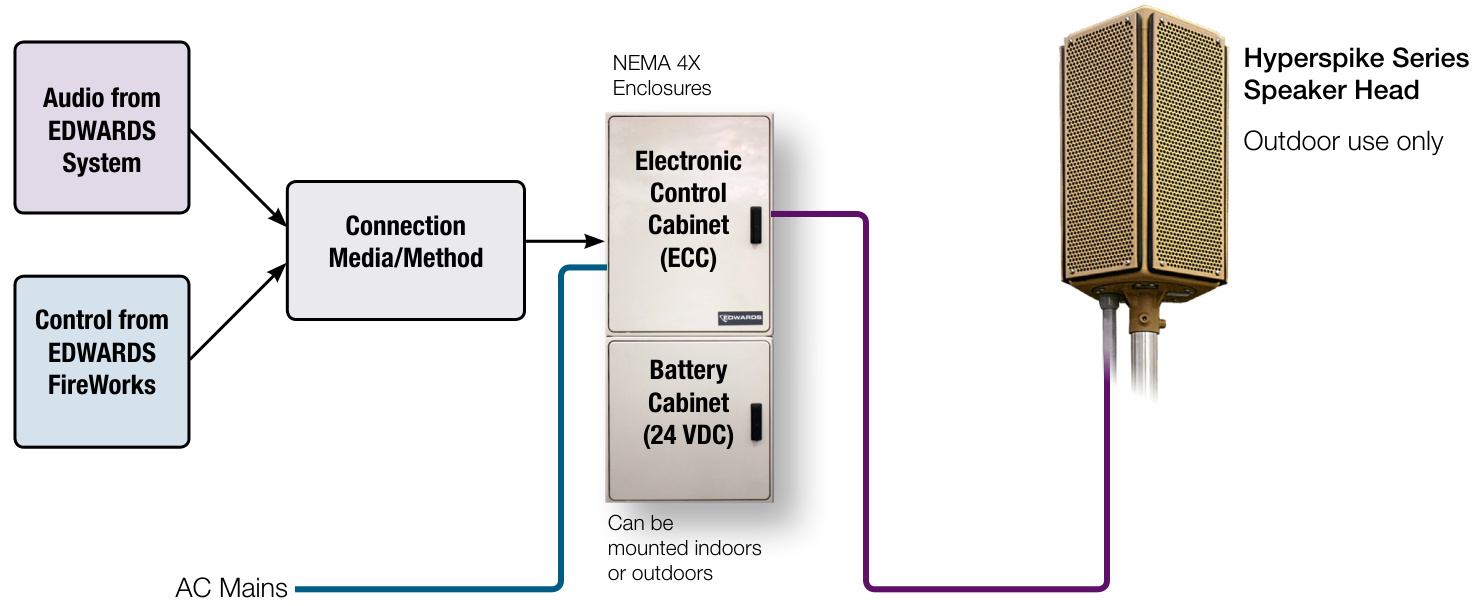 Audio from
EDWARDS
System
Control from
EDWARDS
FireWorks
Connection
Media/Method
NEMA 4X
Enclosures
Electronic
Control
Cabinet
(ECC)
EDWARDS
Battery
Cabinet
(24 VDC)
Can be
mounted indoors
or outdoors
AC Mains
Hyperspike Series
Speaker Head
Outdoor use only